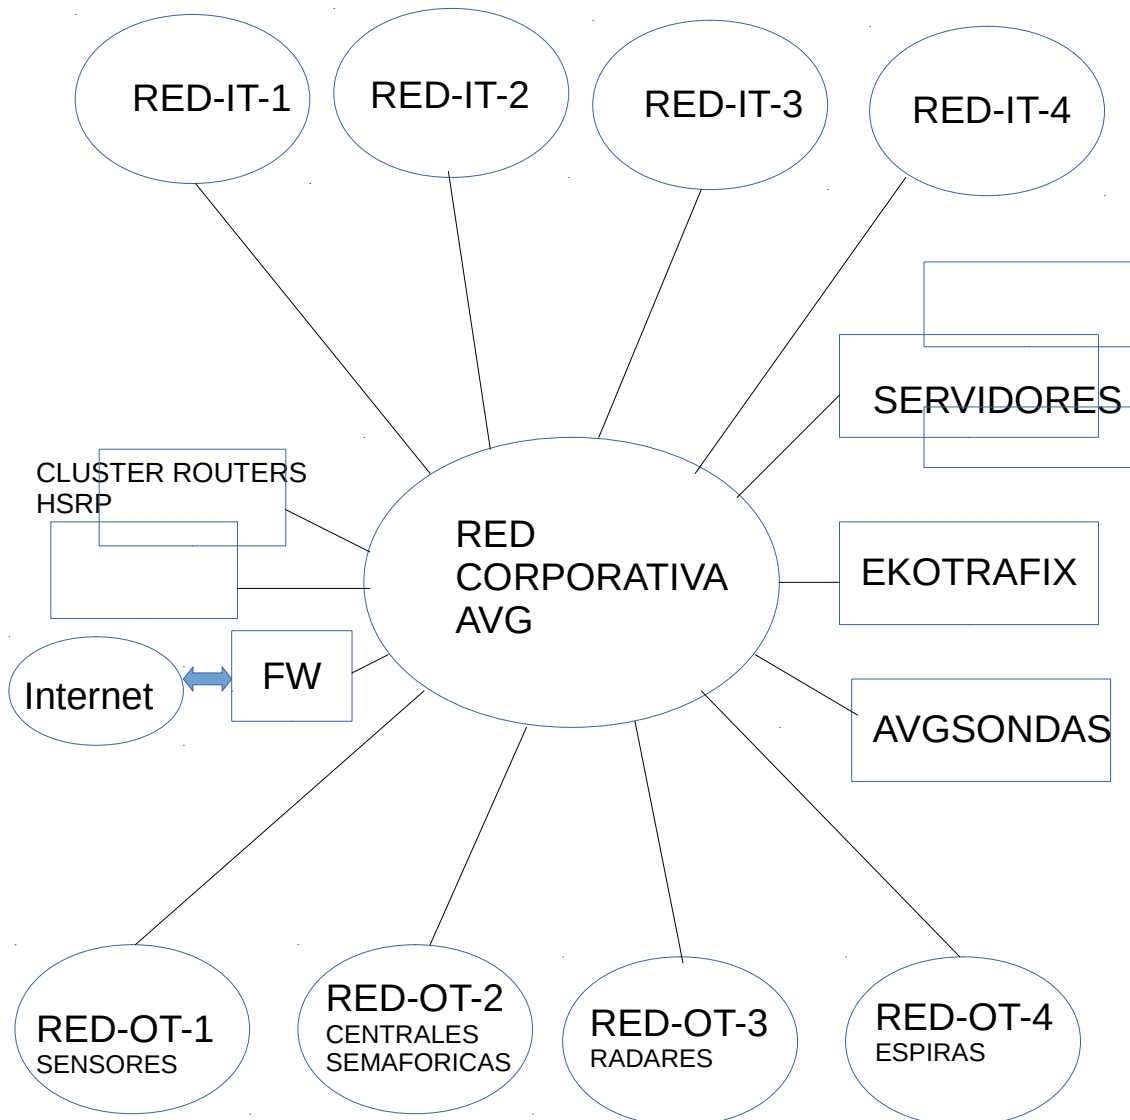 RED-IT-1
RED-IT-2
RED-IT-3
RED-IT-4
SERVIDORES
CLUSTER ROUTERS
HSRP
RED
CORPORATIVA
AVG
EKOTRAFIX
FW
Internet
AVGSONDAS
RED-OT-1
SENSORES
RED-OT-2
CENTRALES
SEMAFORICAS
RED-OT-3
RADARES
RED-OT-4
ESPIRAS